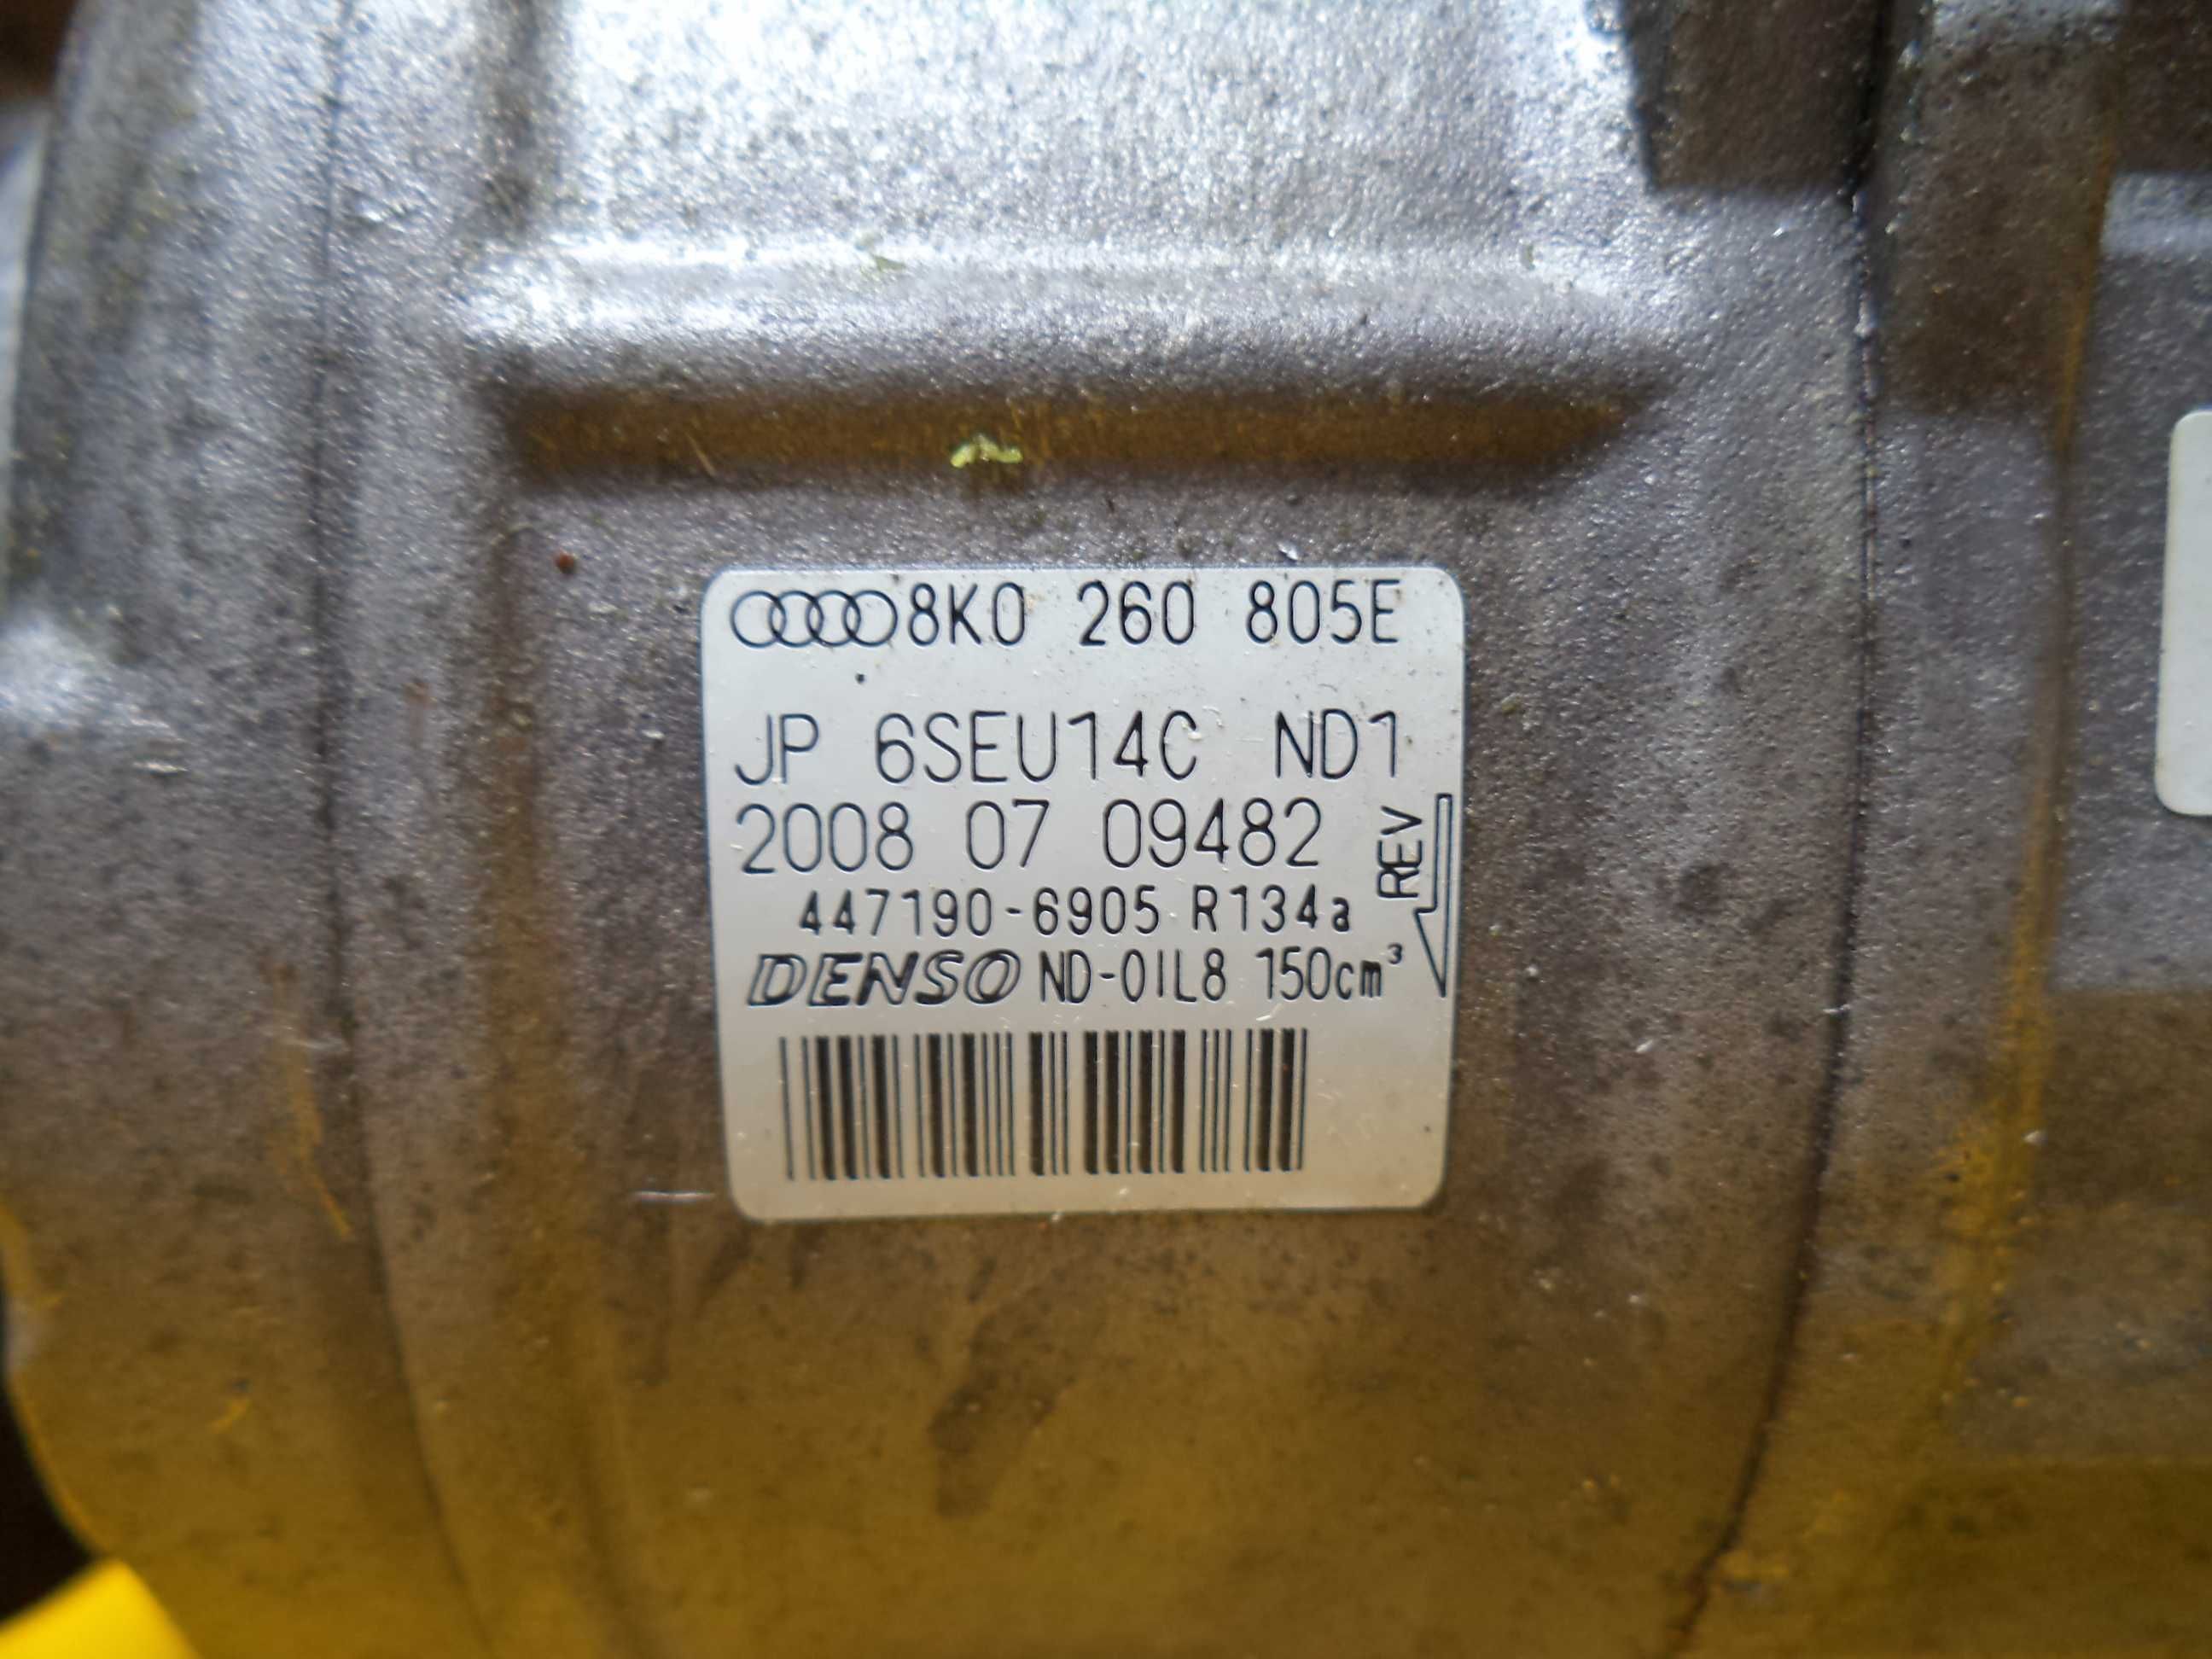 8K0 260 805E
JP 6SEU14C ND1
2008 07 09482
REV
447190-6905 R134a
DENSO ND-OIL8 150cm³